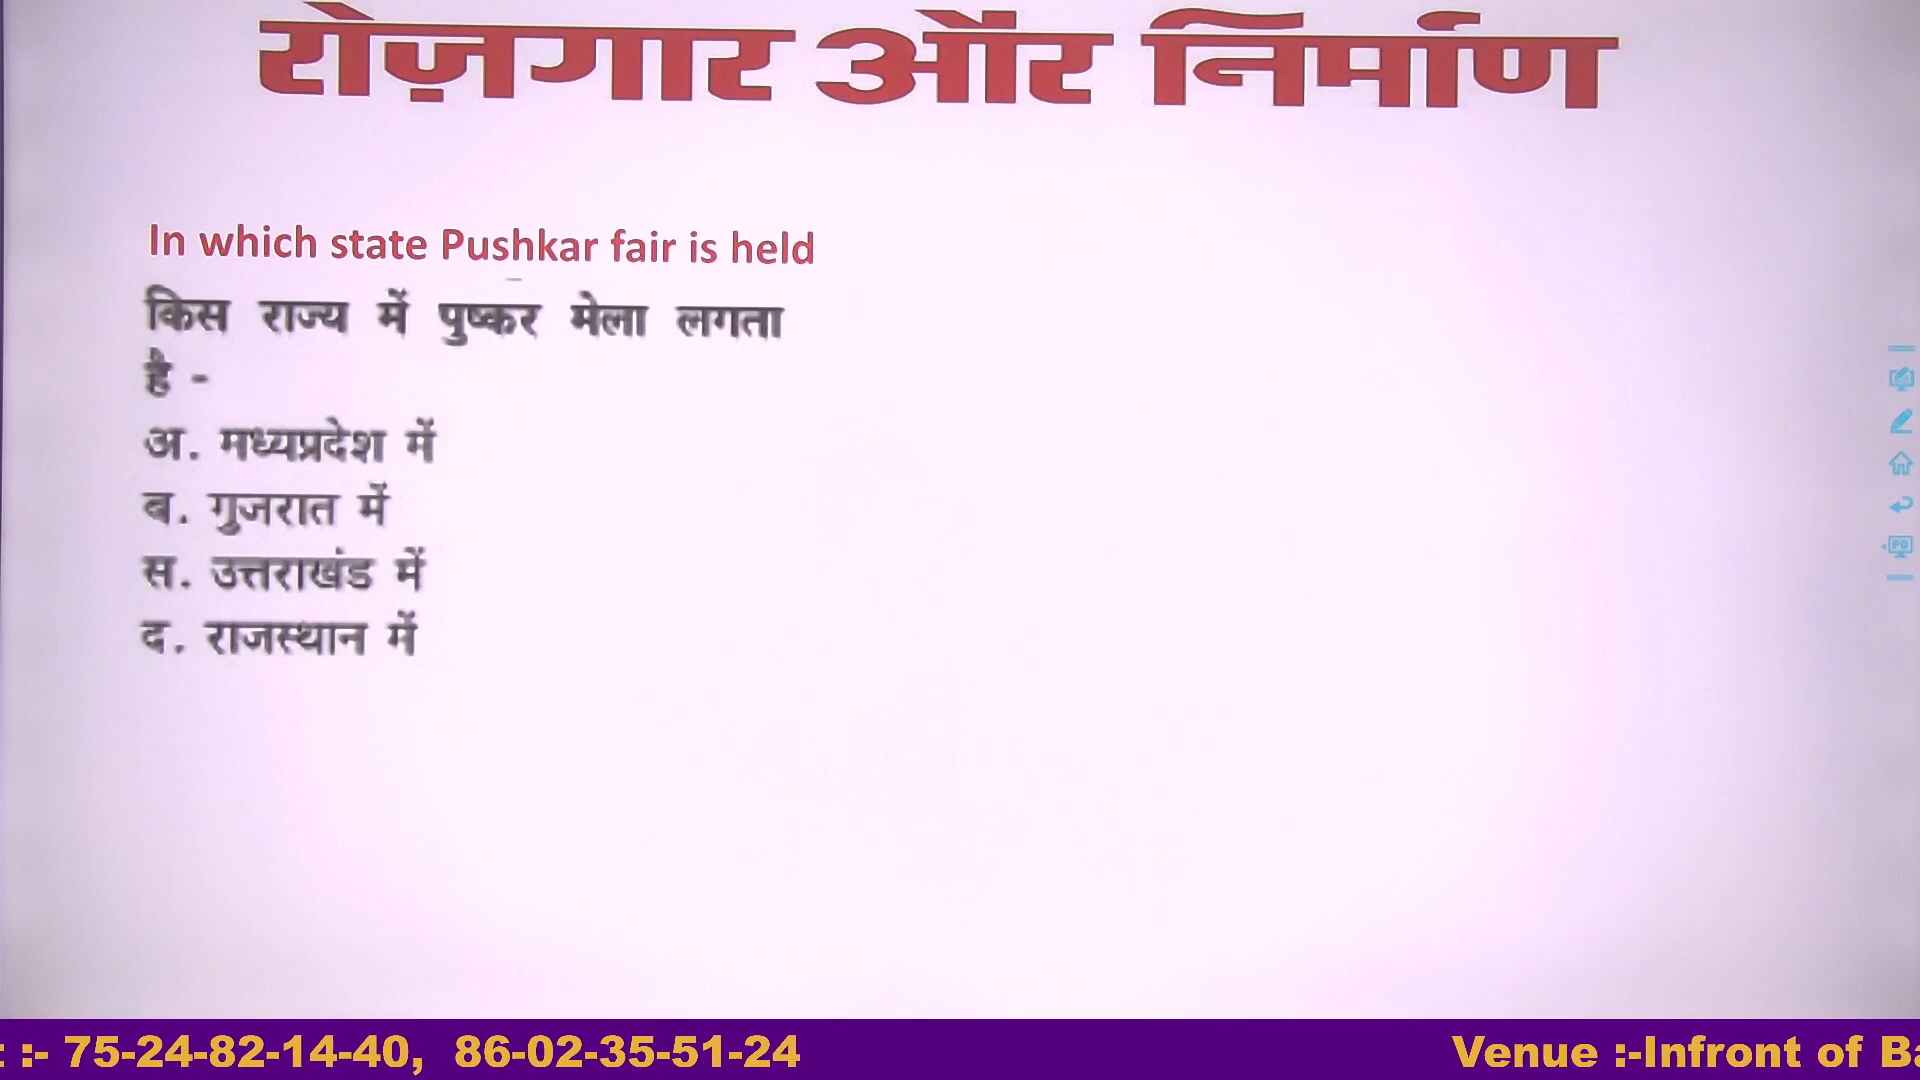 रोज़गार और निर्माण
In which state Pushkar fair is held
किस राज्य में पुष्कर मेला लगता
है -
अ. मध्यप्रदेश में
ब. गुजरात में
स. उत्तराखंड में
द. राजस्थान में
PG
:- 75-24-82-14-40, 86-02-35-51-24
Venue :-Infront of